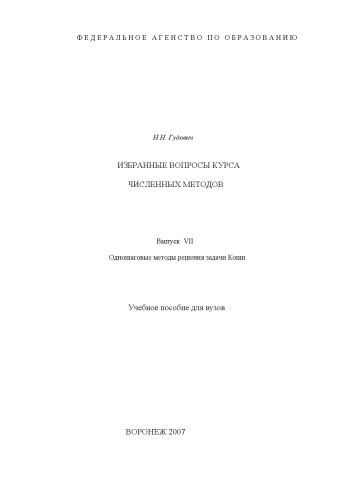 ФЕДЕРАЛЬНОЕ АГЕНСТВО ПО ОБРАЗОВАНИЮ
Н.Н. Гудович
ИЗБРАННЫЕ ВОПРОСЫ КУРСА
ЧИСЛЕННЫХ МЕТОДОВ
Выпуск VII
Одношаговые методы решения задачи Коши
Учебное пособие для вузов
ВОРОНЕЖ 2007